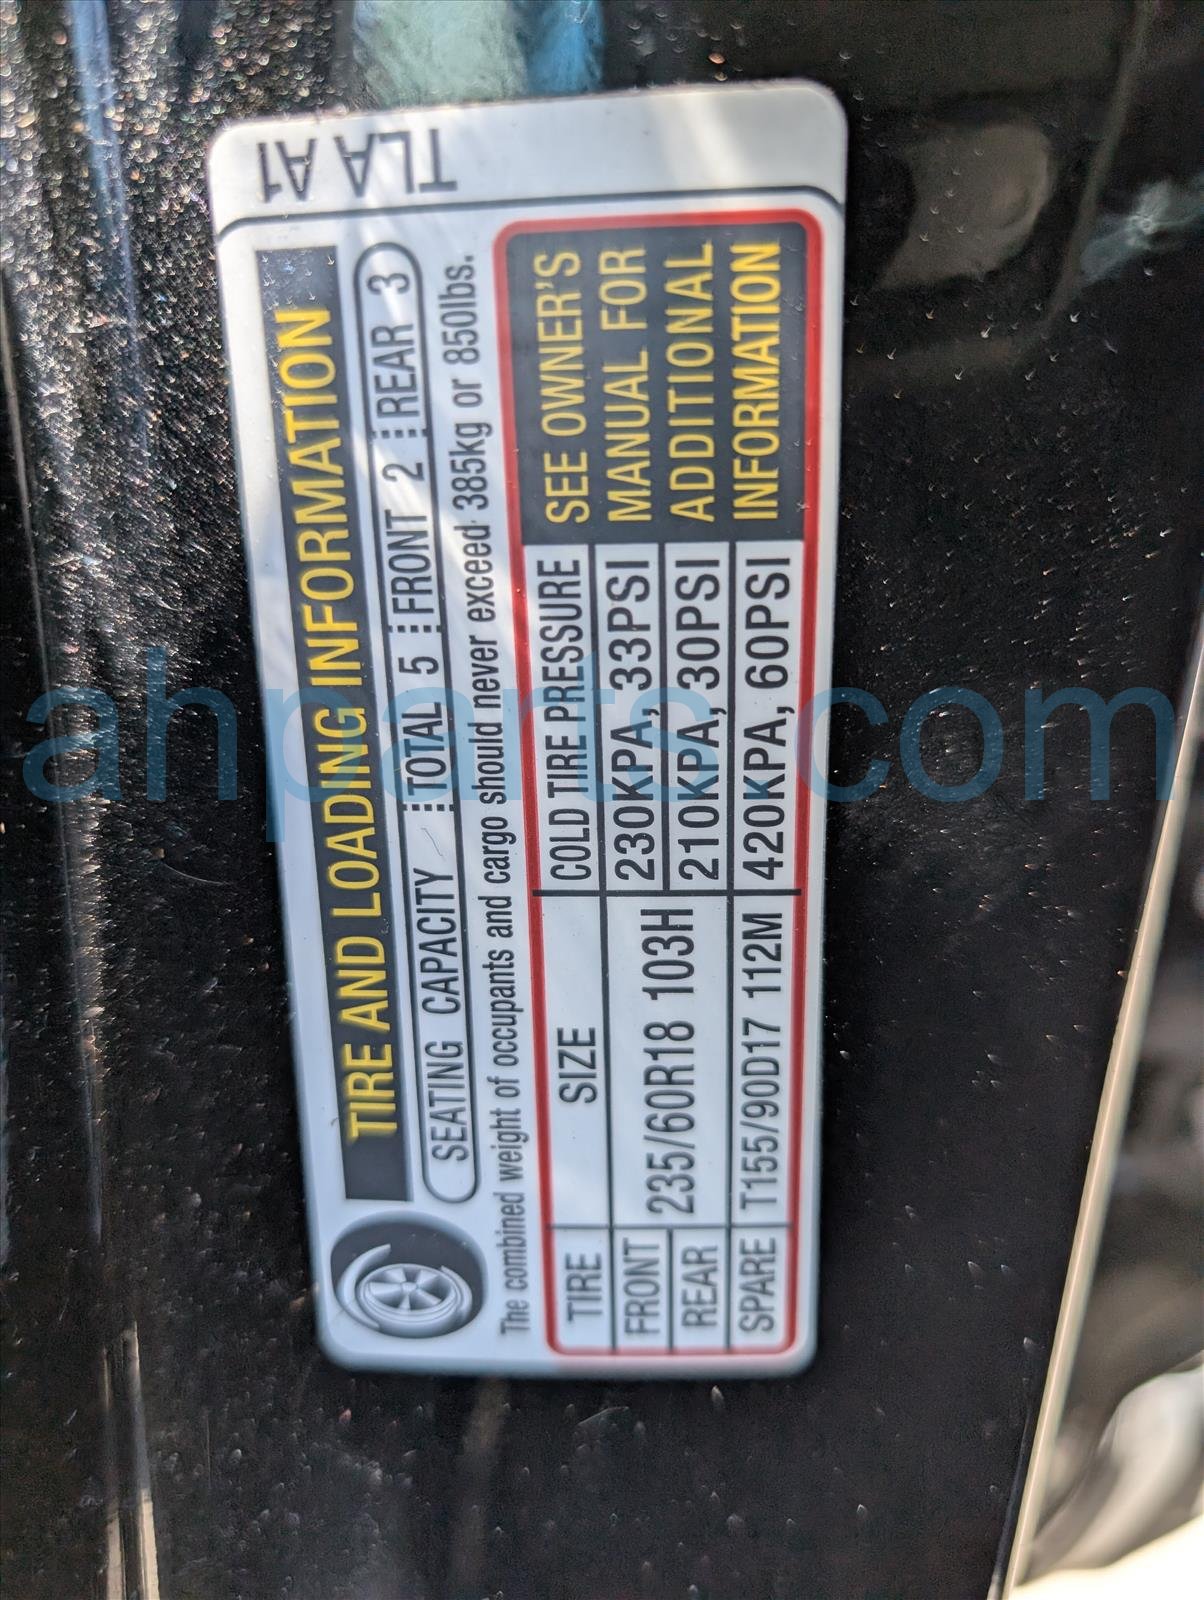 TLA A1
TIRE AND LOADING INFORMATION
SEATING CAPACITY TOTAL 5 FRONT 2 REAR 3
The combined weight of occupants and cargo should never exceed 385kg or 850lbs.
TIRE SIZE COLD TIRE PRESSURE
FRONT 235/60R18 103H 230KPA, 33PSI
REAR 210KPA, 30PSI
SPARE T155/90D17 112M 420KPA, 60PSI
SEE OWNER'S
MANUAL FOR
ADDITIONAL
INFORMATION
ahparts.com